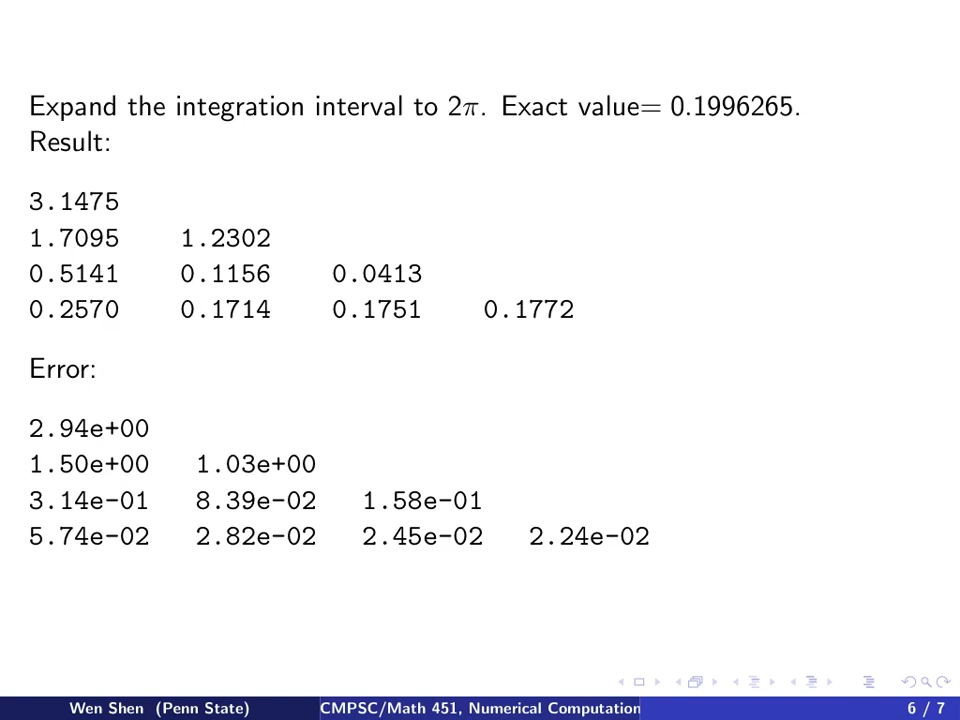 Expand the integration interval to 2π. Exact value= 0.1996265.
Result:
3.1475
1.7095 1.2302
0.5141 0.1156 0.0413
0.2570 0.1714 0.1751 0.1772
Error:
2.94e+00
1.50e+00 1.03e+00
3.14e-01 8.39e-02 1.58e-01
5.74e-02 2.82e-02 2.45e-02 2.24e-02
Wen Shen (Penn State) CMPSC/Math 451, Numerical Computation 6 / 7